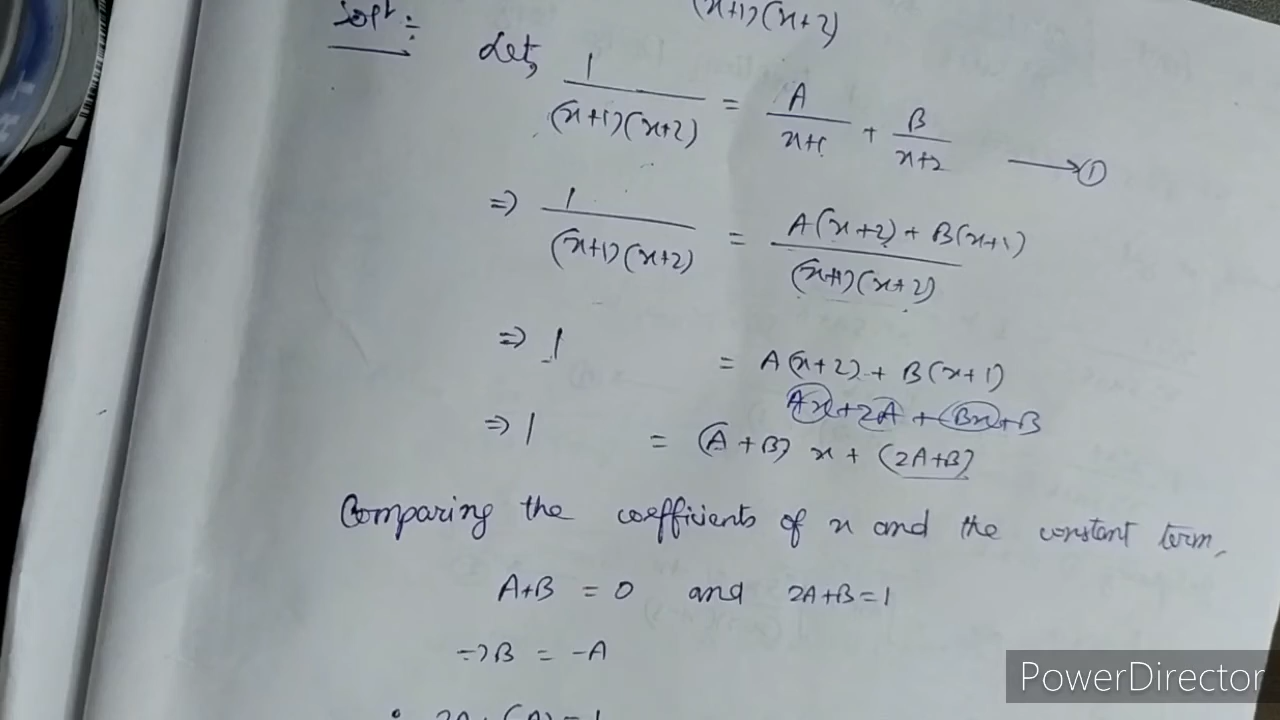 (x+1)(x+2)
Solⁿ:
Let, 1/((x+1)(x+2)) = A/(x+1) + B/(x+2) ⟶ ①
⇒ 1/((x+1)(x+2)) = (A(x+2) + B(x+1))/((x+1)(x+2))
⇒ 1 = A(x+2) + B(x+1)
Ax+2A + Bx+B
⇒ 1 = (A+B) x + (2A+B)
Comparing the coefficients of x and the constant term,
A+B = 0 and 2A+B=1
⇒ B = -A
PowerDirector